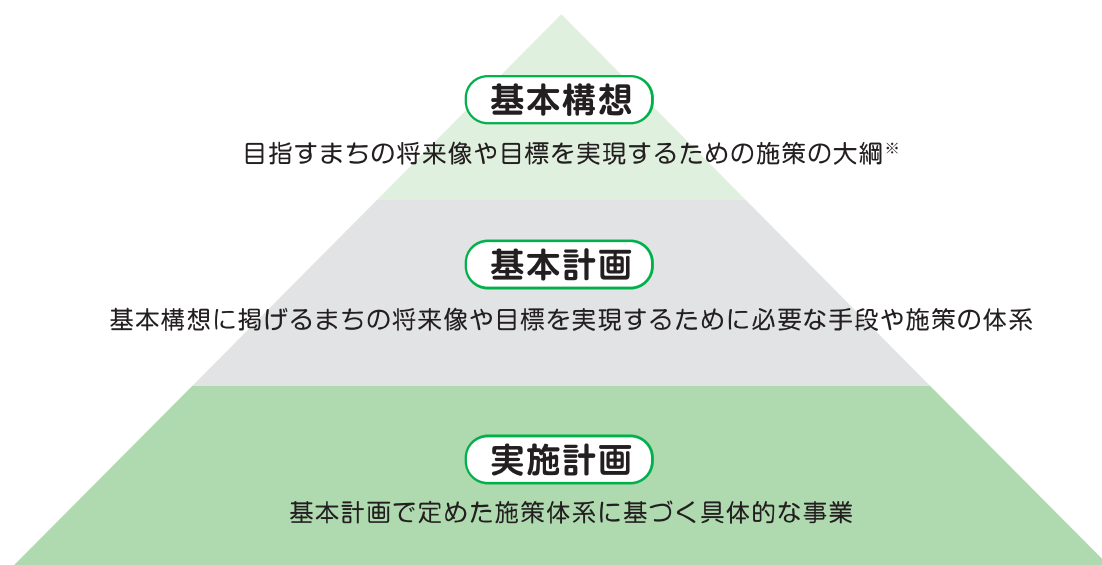 基本構想
目指すまちの将来像や目標を実現するための施策の大綱※
基本計画
基本構想に掲げるまちの将来像や目標を実現するために必要な手段や施策の体系
実施計画
基本計画で定めた施策体系に基づく具体的な事業